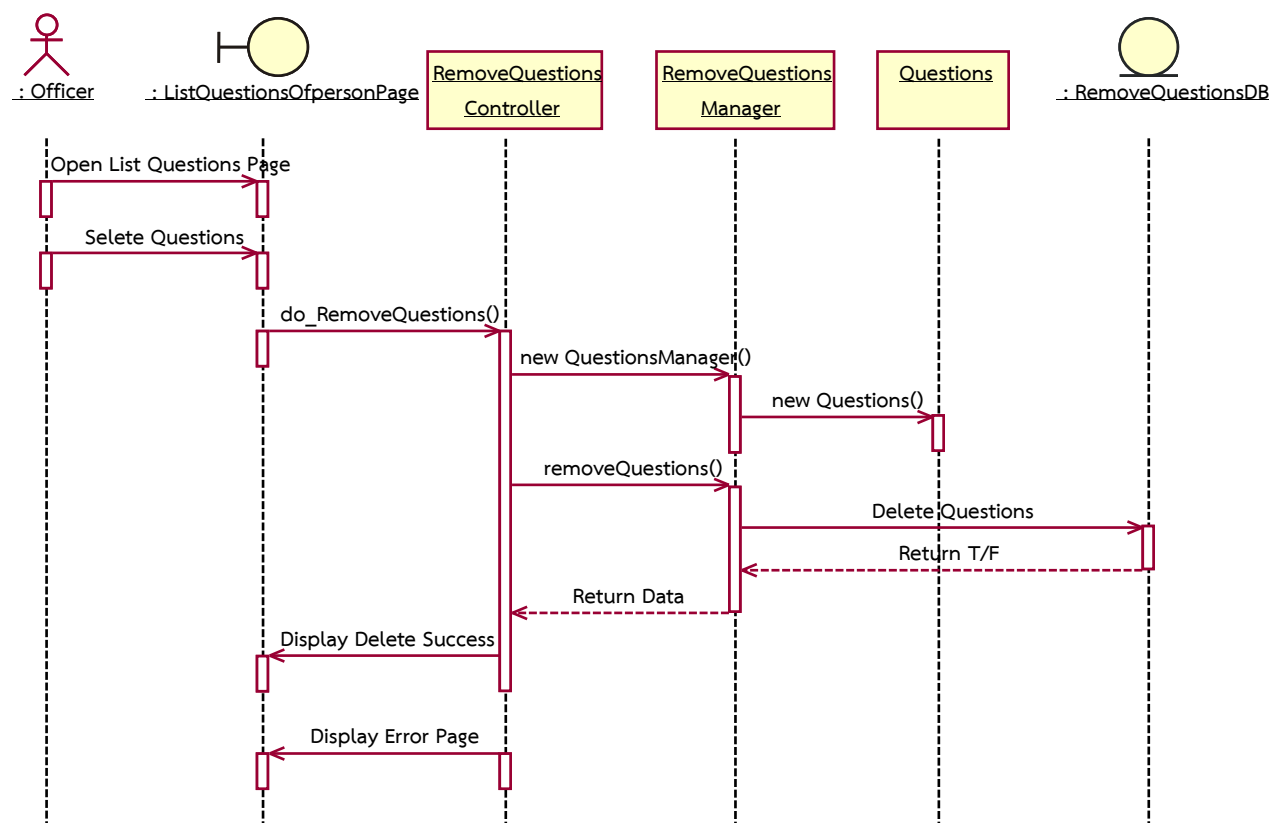 : Officer
: ListQuestionsOfpersonPage
RemoveQuestions
Controller
RemoveQuestions
Manager
Questions
: RemoveQuestionsDB
Open List Questions Page
Selete Questions
do_RemoveQuestions()
new QuestionsManager()
new Questions()
removeQuestions()
Delete Questions
Return T/F
Return Data
Display Delete Success
Display Error Page